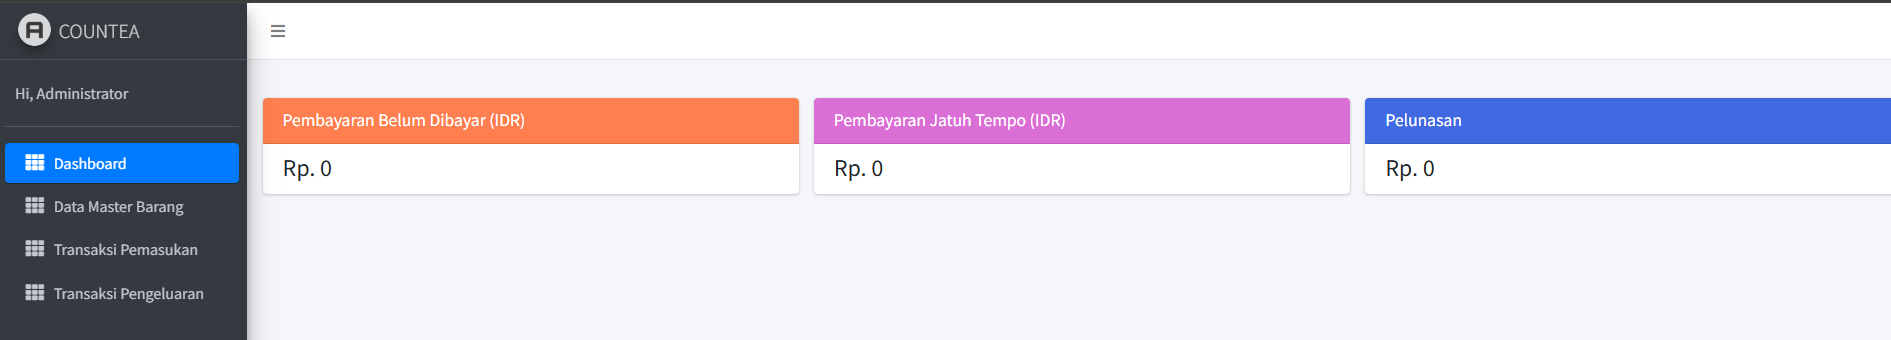 A COUNTEA
Hi, Administrator
Dashboard
Data Master Barang
Transaksi Pemasukan
Transaksi Pengeluaran
Pembayaran Belum Dibayar (IDR)
Rp. 0
Pembayaran Jatuh Tempo (IDR)
Rp. 0
Pelunasan
Rp. 0